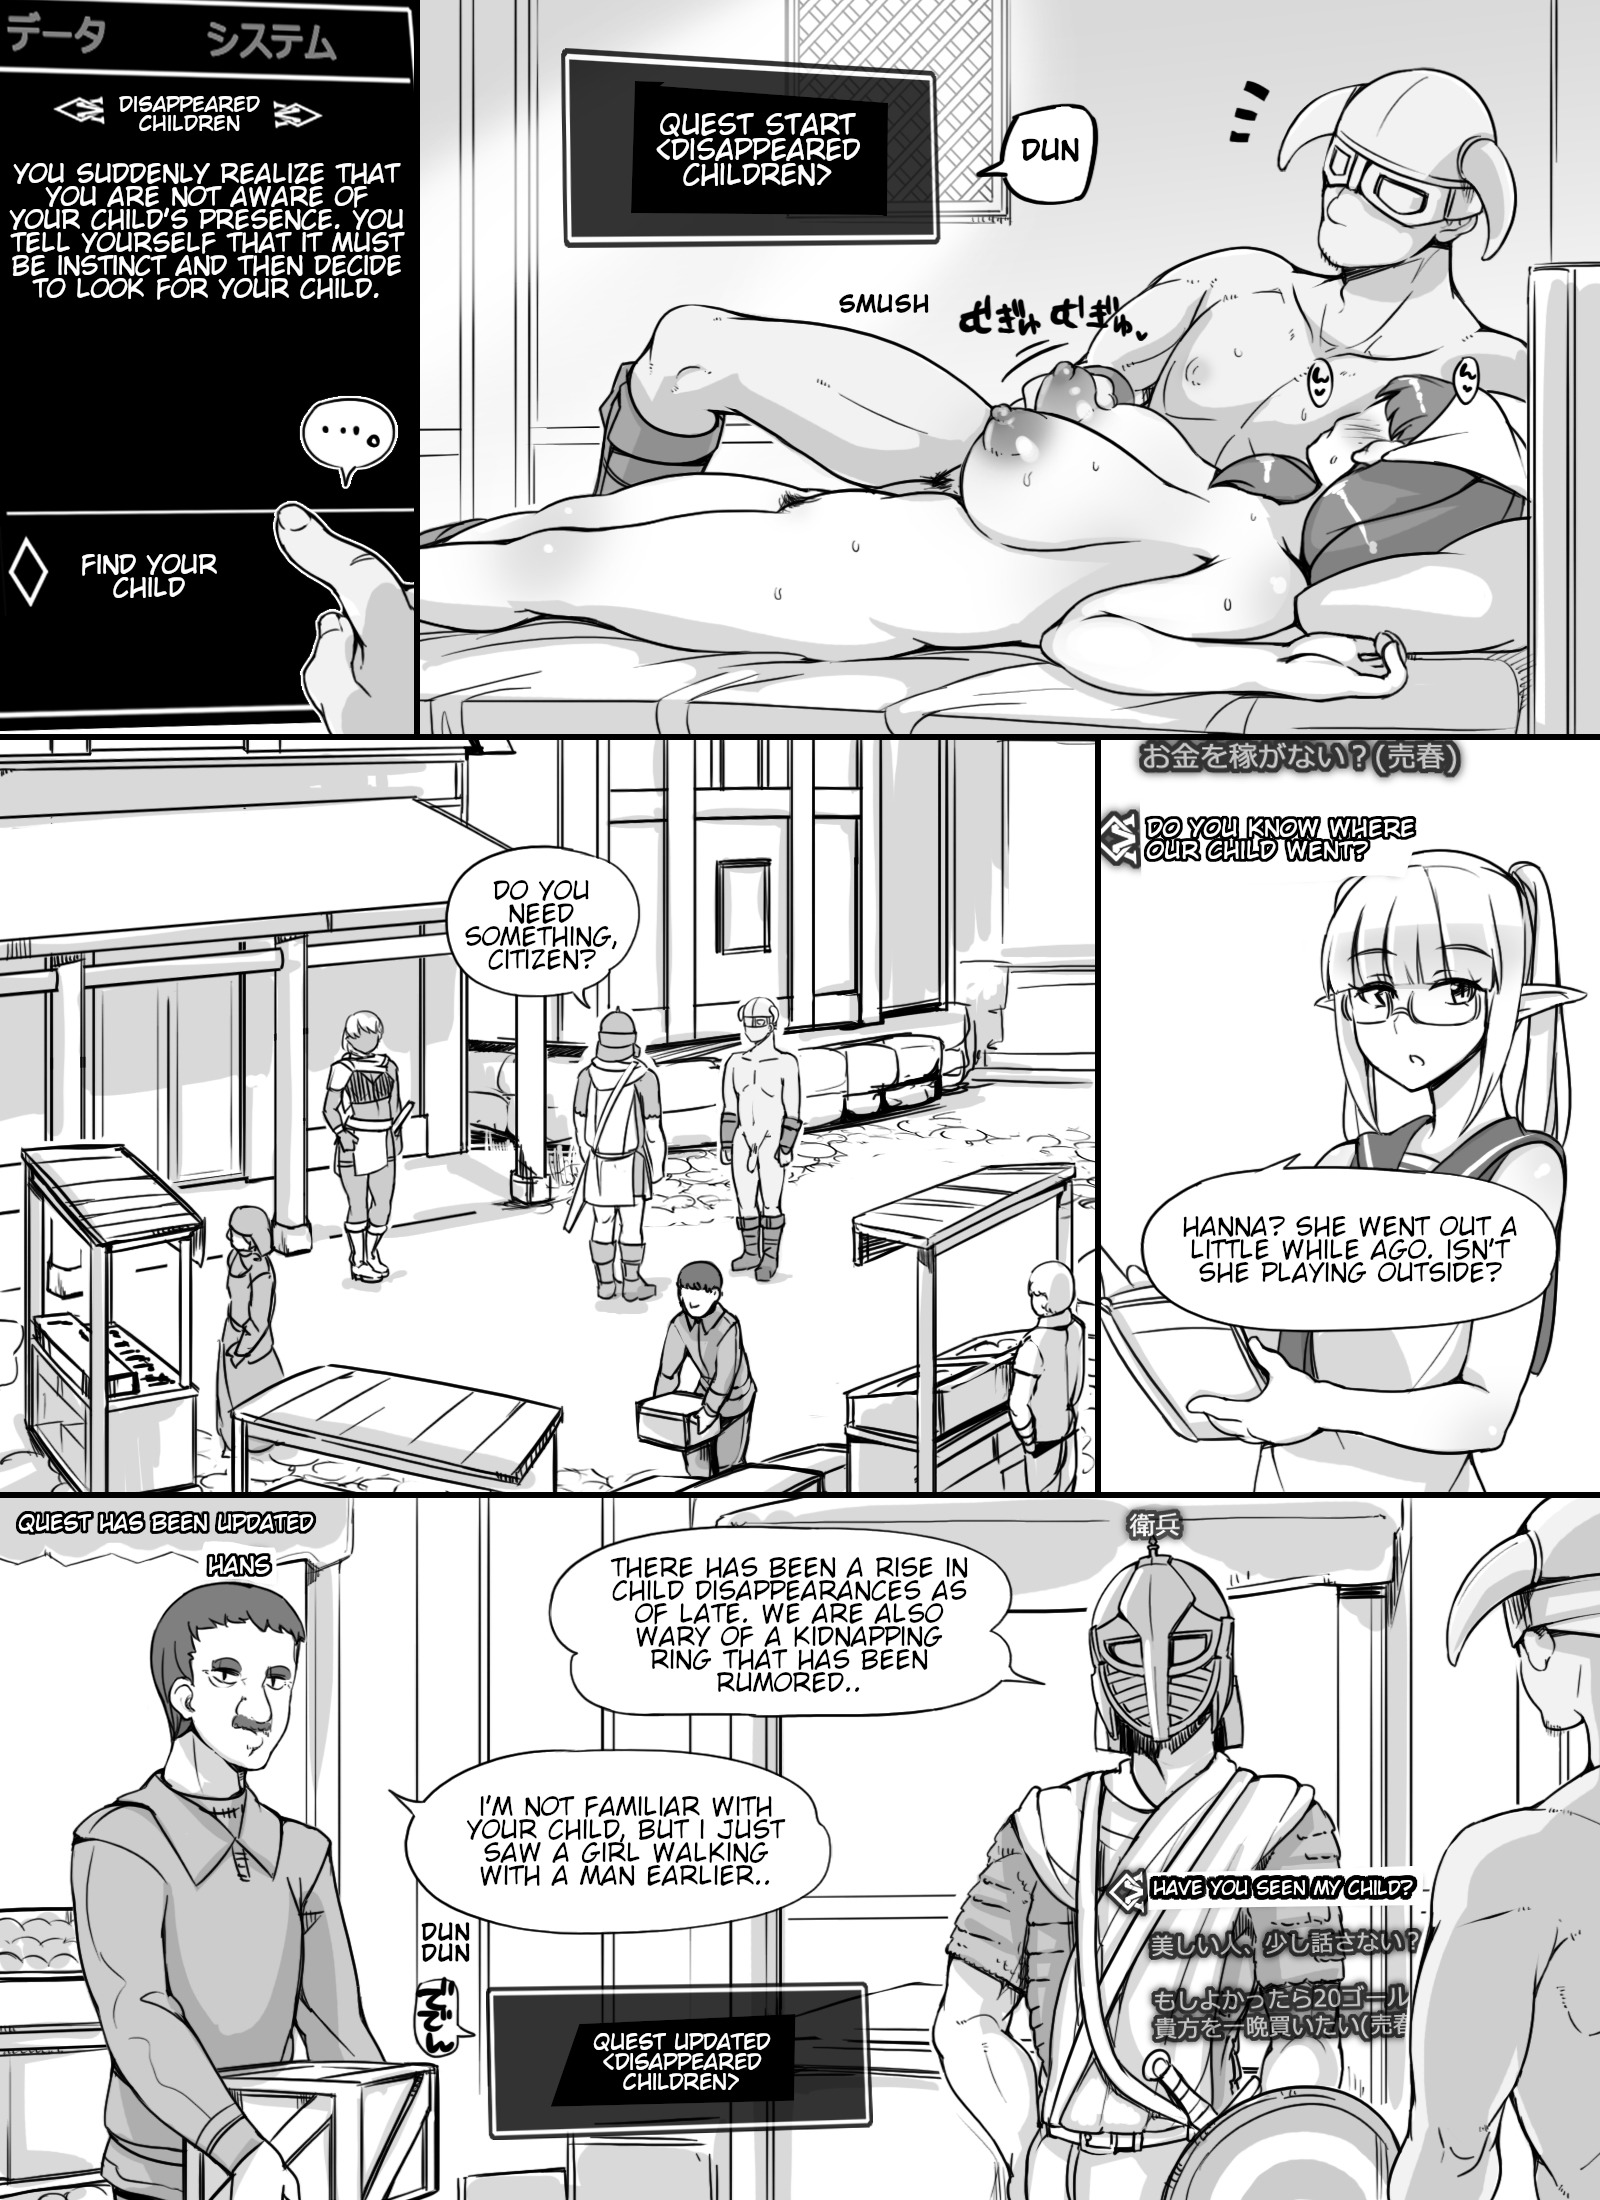 データ システム
DISAPPEARED
CHILDREN
YOU SUDDENLY REALIZE THAT
YOU ARE NOT AWARE OF
YOUR CHILD'S PRESENCE. YOU
TELL YOURSELF THAT IT MUST
BE INSTINCT AND THEN DECIDE
TO LOOK FOR YOUR CHILD.
....
FIND YOUR
CHILD
QUEST START
<DISAPPEARED
CHILDREN>
DUN
SMUSH
むぎゅ むぎゅ
ん♥
ん♥
DO YOU
NEED
SOMETHING,
CITIZEN?
お金を稼がない?(売春)
DO YOU KNOW WHERE
OUR CHILD WENT?
HANNA? SHE WENT OUT A
LITTLE WHILE AGO. ISN'T
SHE PLAYING OUTSIDE?
QUEST HAS BEEN UPDATED
HANS
THERE HAS BEEN A RISE IN
CHILD DISAPPEARANCES AS
OF LATE. WE ARE ALSO
WARY OF A KIDNAPPING
RING THAT HAS BEEN
RUMORED..
衛兵
I'M NOT FAMILIAR WITH
YOUR CHILD, BUT I JUST
SAW A GIRL WALKING
WITH A MAN EARLIER..
HAVE YOU SEEN MY CHILD?
美しい人、少し話さない?
もしよかったら20ゴール
貴方を一晩買いたい(売春
DUN
DUN
ででん
QUEST UPDATED
<DISAPPEARED
CHILDREN>